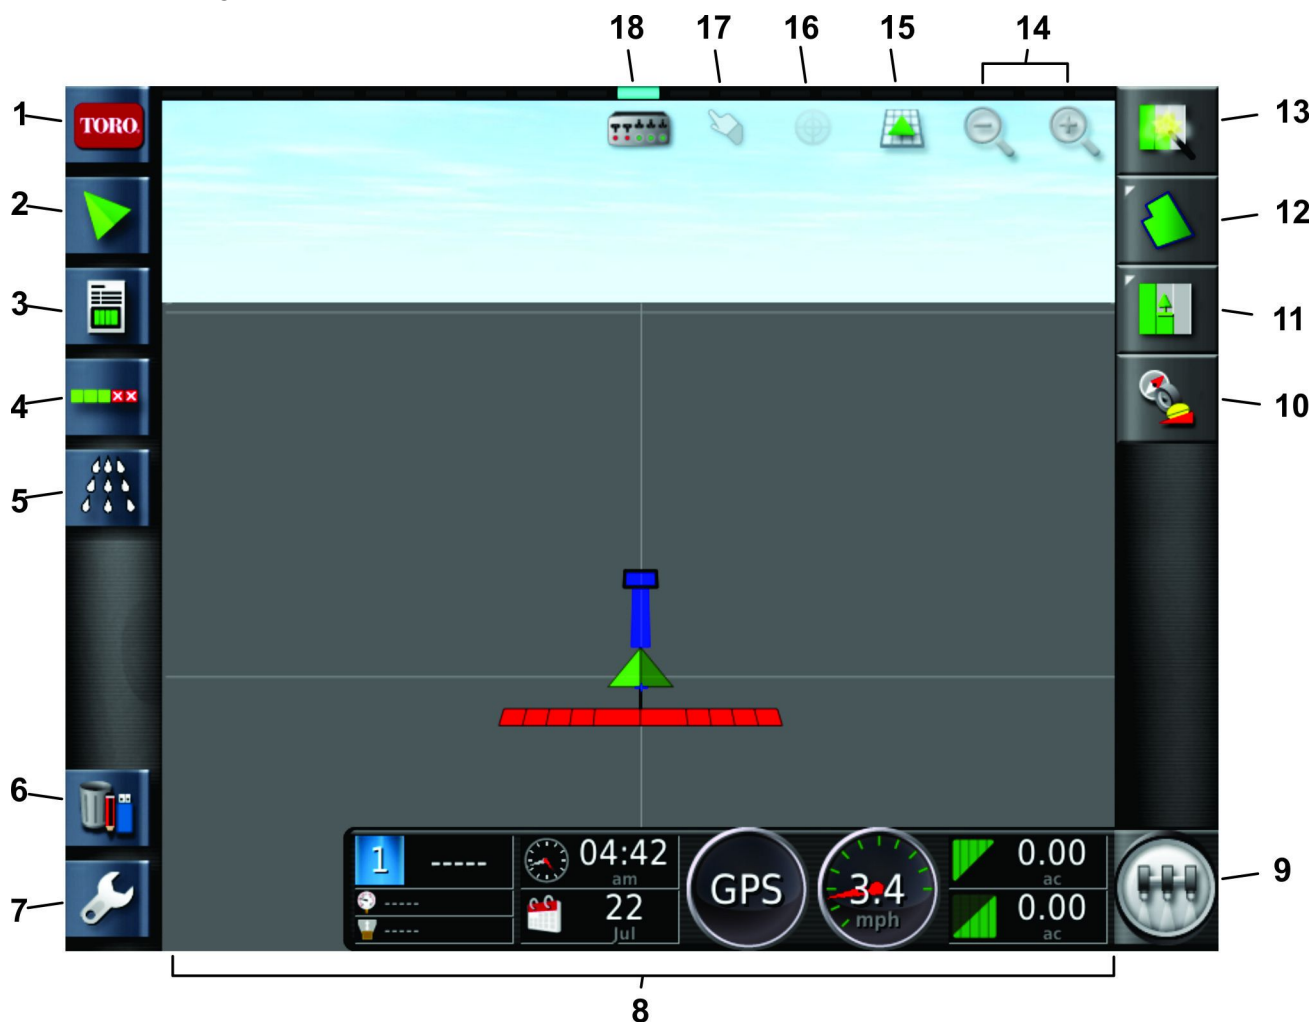 18 17 16 15 14
1 TORO 13
2 12
3 11
4 10
5
6
7
1 ----- 04:42 am GPS 3.4 mph 0.00 ac 9
----- 22 Jul 0.00 ac
-----
8